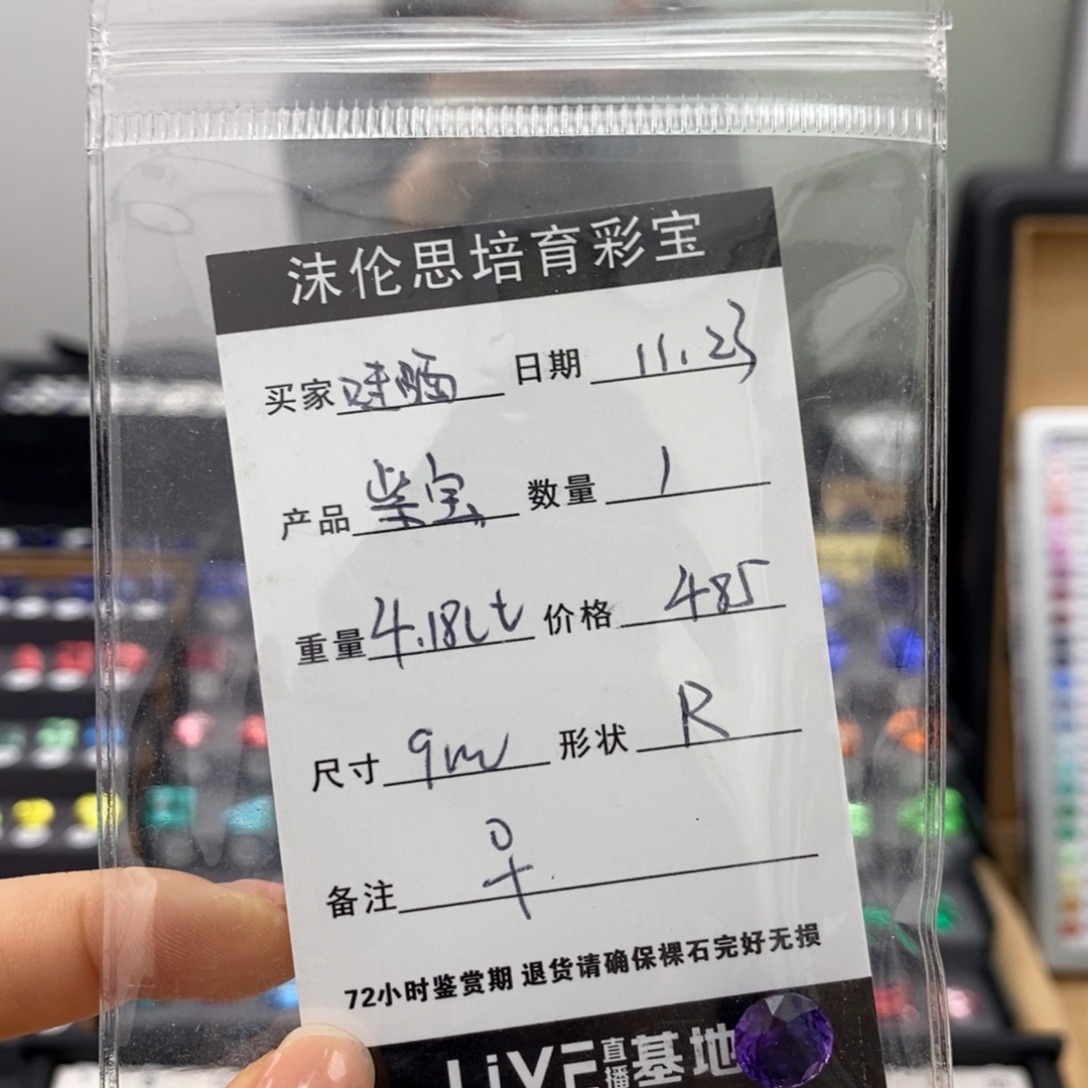 沫伦思培育彩宝
买家 日期 11.23
产品 紫宝 数量 1
重量 4.18ct 价格 485
尺寸 9m 形状 R
备注 早
72小时鉴赏期 退货请确保裸石完好无损
LiVE 直播 基地